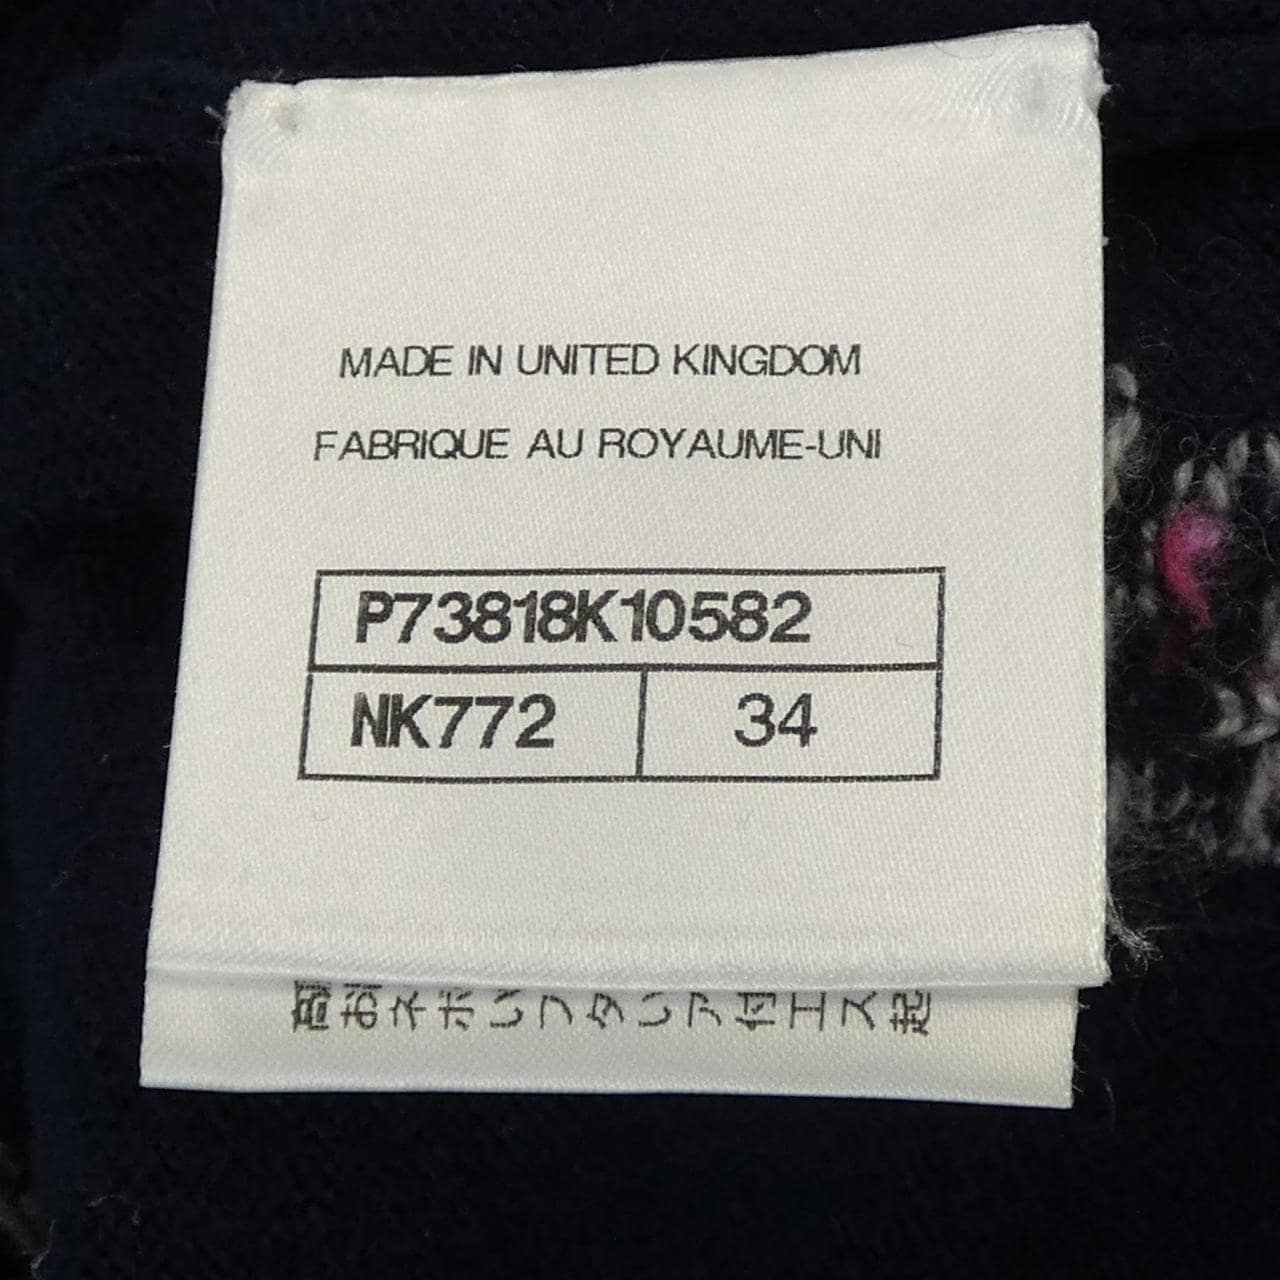 MADE IN UNITED KINGDOM
FABRIQUE AU ROYAUME-UNI
P73818K10582
NK772 34